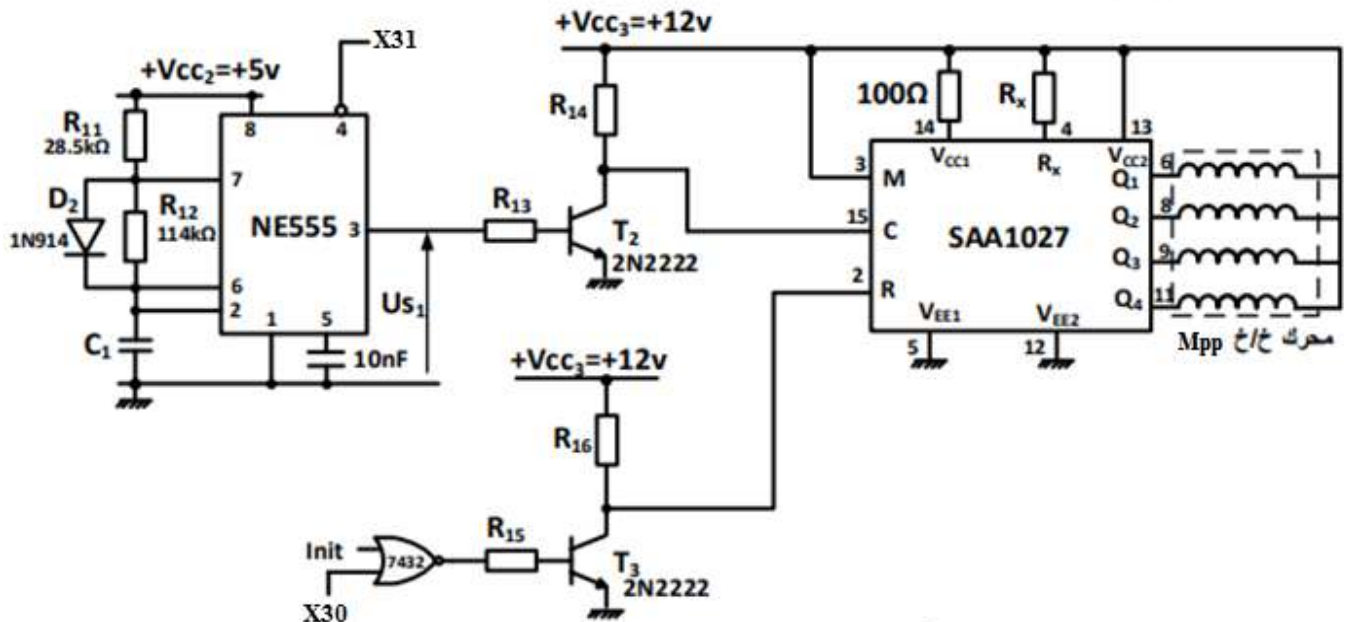 +Vcc3=+12v
X31
+Vcc2=+5v
R14
100Ω
Rx
14
4
13
R11
28.5kΩ
8
4
VCC1
Rx
VCC2
6
3
M
Q1
7
D2
R12
R13
8
1N914
114kΩ
NE555
3
T2
15
C
SAA1027
Q2
2N2222
9
Q3
6
2
R
11
2
Us1
Q4
C1
1
5
VEE1
VEE2
10nF
5
12
Mpp محرك خ/خ
+Vcc3=+12v
R16
R15
Init
7432
T3
2N2222
X30